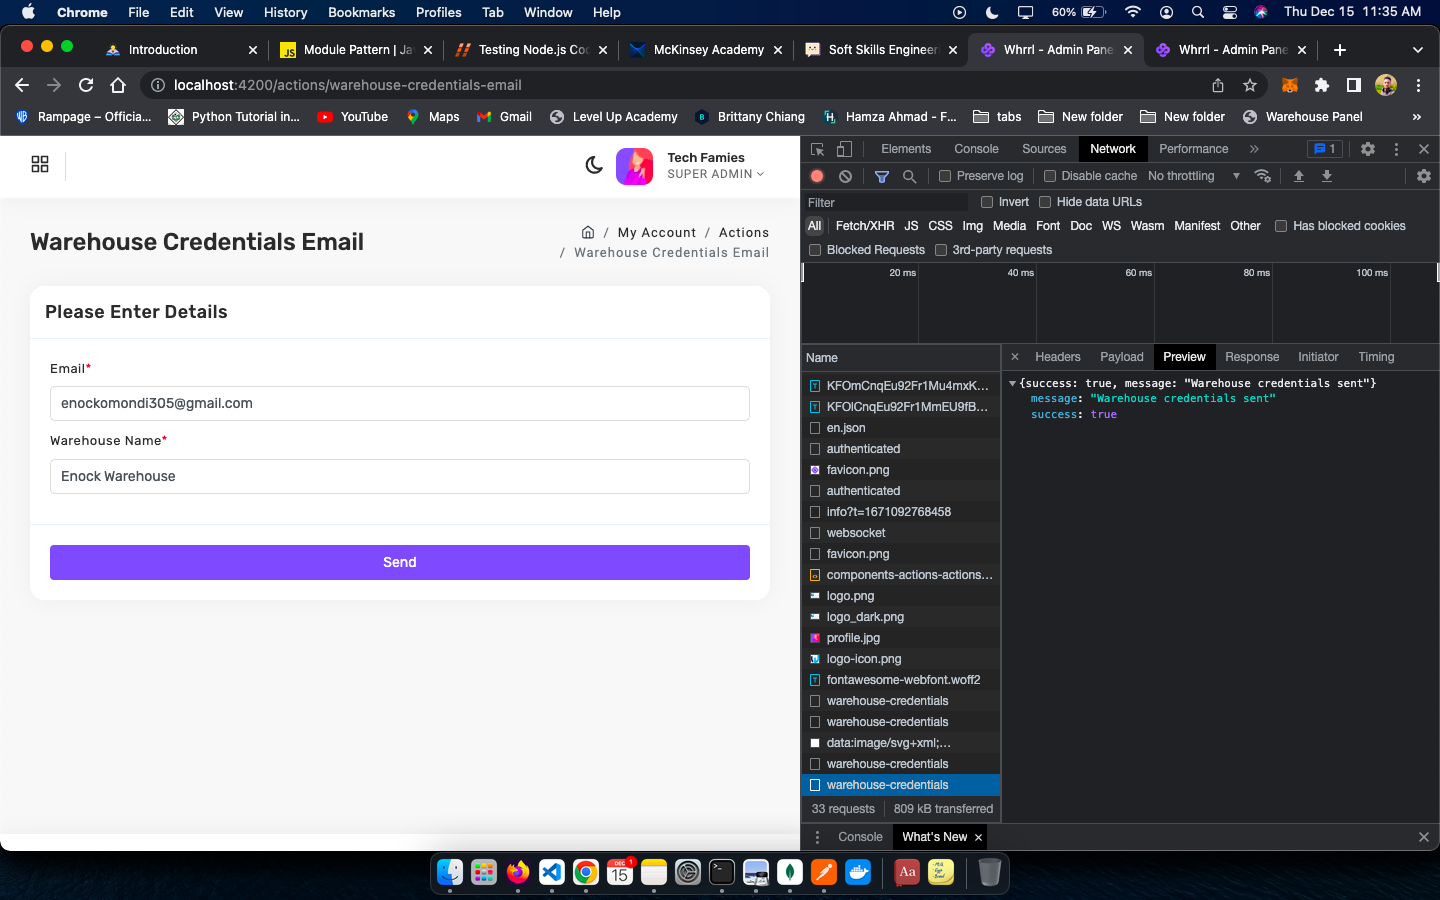 Chrome File Edit View History Bookmarks Profiles Tab Window Help 60% Thu Dec 15 11:35 AM
Introduction Module Pattern | Ja Testing Node.js Co McKinsey Academy Soft Skills Engineer Whrrl - Admin Pane Whrrl - Admin Pane
localhost:4200/actions/warehouse-credentials-email
Rampage – Officia... Python Tutorial in... YouTube Maps Gmail Level Up Academy Brittany Chiang Hamza Ahmad - F... tabs New folder New folder Warehouse Panel »
Tech Famies
SUPER ADMIN
Warehouse Credentials Email
/ My Account / Actions
/ Warehouse Credentials Email
Please Enter Details
Email*
enockomondi305@gmail.com
Warehouse Name*
Enock Warehouse
Send
Elements Console Sources Network Performance » 1
Preserve log Disable cache No throttling
Filter Invert Hide data URLs
All Fetch/XHR JS CSS Img Media Font Doc WS Wasm Manifest Other Has blocked cookies
Blocked Requests 3rd-party requests
20 ms 40 ms 60 ms 80 ms 100 ms
Name
KFOmCnqEu92Fr1Mu4mxK...
KFOlCnqEu92Fr1MmEU9fB...
en.json
authenticated
favicon.png
authenticated
info?t=1671092768458
websocket
favicon.png
components-actions-actions...
logo.png
logo_dark.png
profile.jpg
logo-icon.png
fontawesome-webfont.woff2
warehouse-credentials
warehouse-credentials
data:image/svg+xml;...
warehouse-credentials
warehouse-credentials
33 requests 809 kB transferred
Headers Payload Preview Response Initiator Timing
{success: true, message: "Warehouse credentials sent"}
message: "Warehouse credentials sent"
success: true
Console What's New
DEC 1
15
Aa